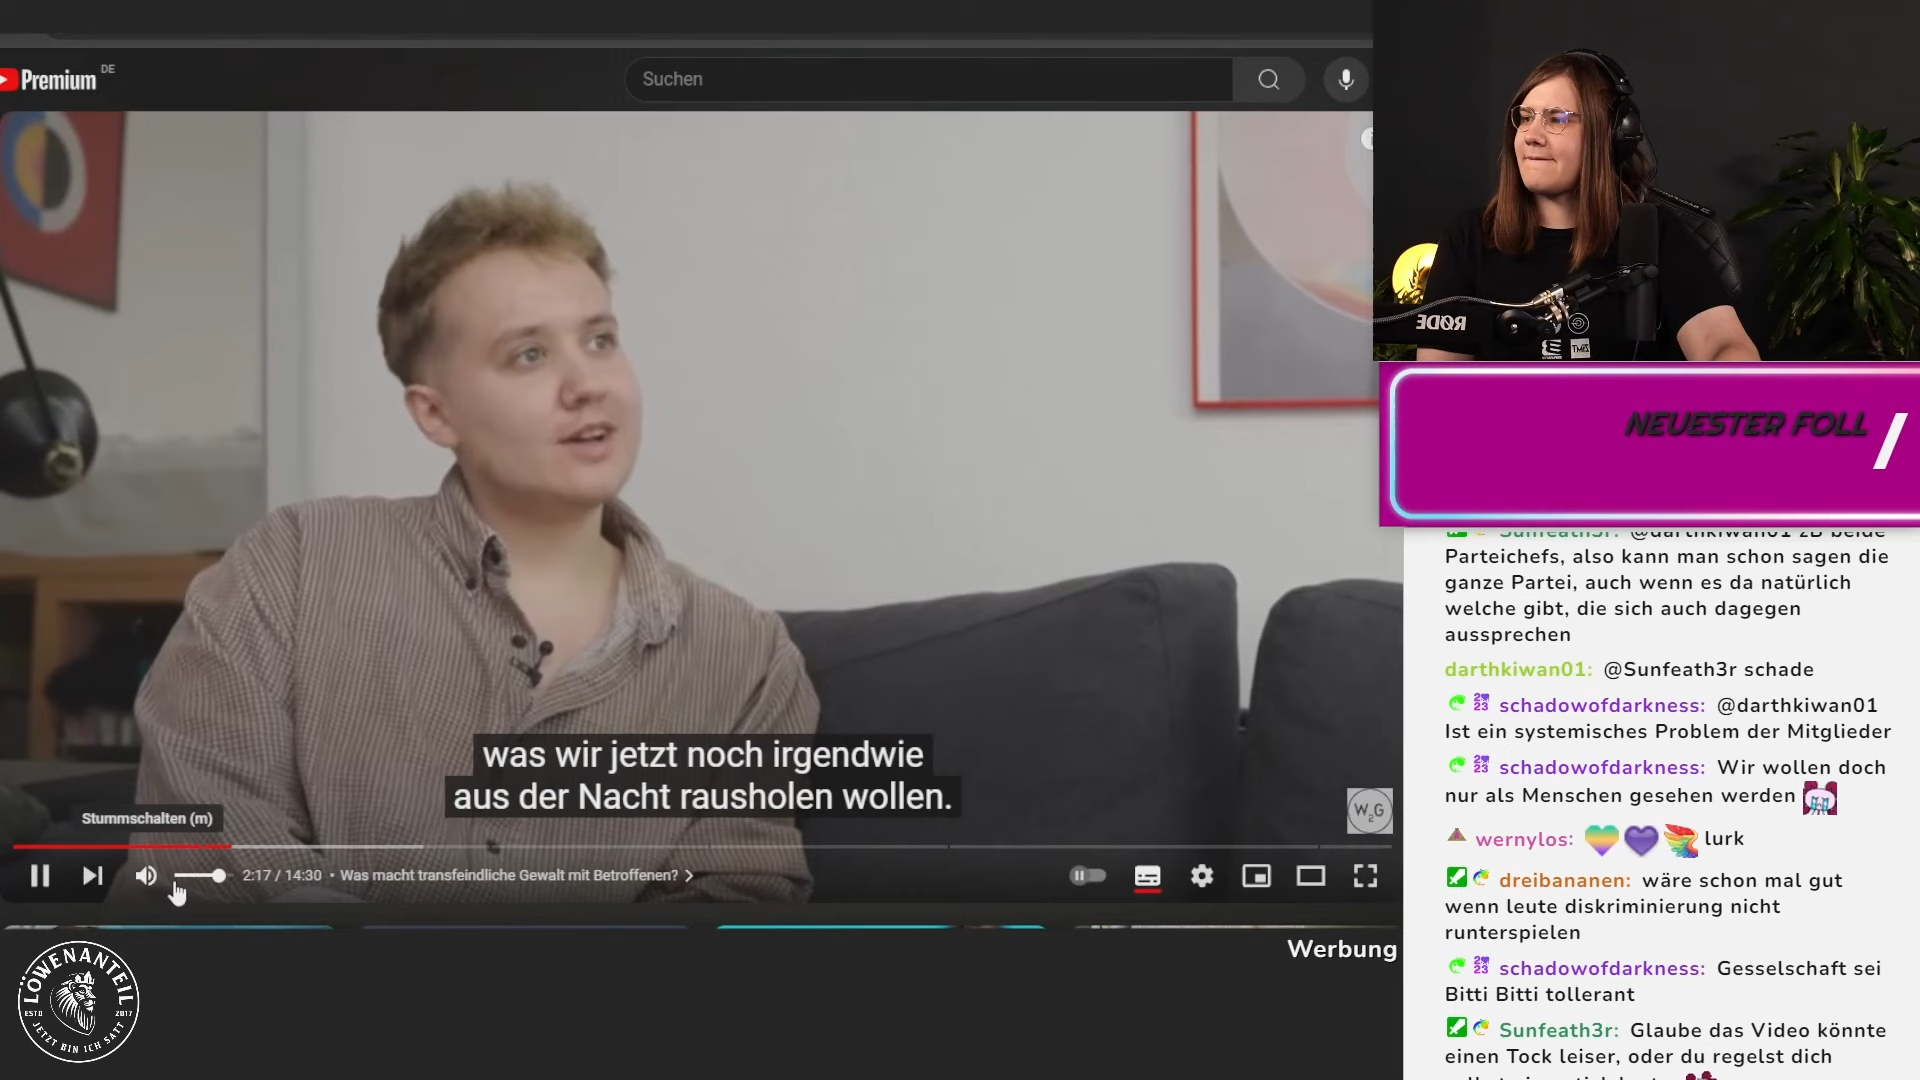 Premium DE
Suchen
RØDE
NEUESTER FOLL
/
Sunfeath3r: @darthkiwan01 zB beide
Parteichefs, also kann man schon sagen die
ganze Partei, auch wenn es da natürlich
welche gibt, die sich auch dagegen
aussprechen
darthkiwan01: @Sunfeath3r schade
schadowofdarkness: @darthkiwan01
Ist ein systemisches Problem der Mitglieder
schadowofdarkness: Wir wollen doch
nur als Menschen gesehen werden
wernylos: lurk
dreibananen: wäre schon mal gut
wenn leute diskriminierung nicht
runterspielen
schadowofdarkness: Gesselschaft sei
Bitti Bitti tollerant
Sunfeath3r: Glaube das Video könnte
einen Tock leiser, oder du regelst dich
was wir jetzt noch irgendwie
aus der Nacht rausholen wollen.
W2G
Stummschalten (m)
2:17 / 14:30 • Was macht transfeindliche Gewalt mit Betroffenen?
Werbung
LÖWENANTEIL
ESTD 2017
JETZT BIN ICH SATT